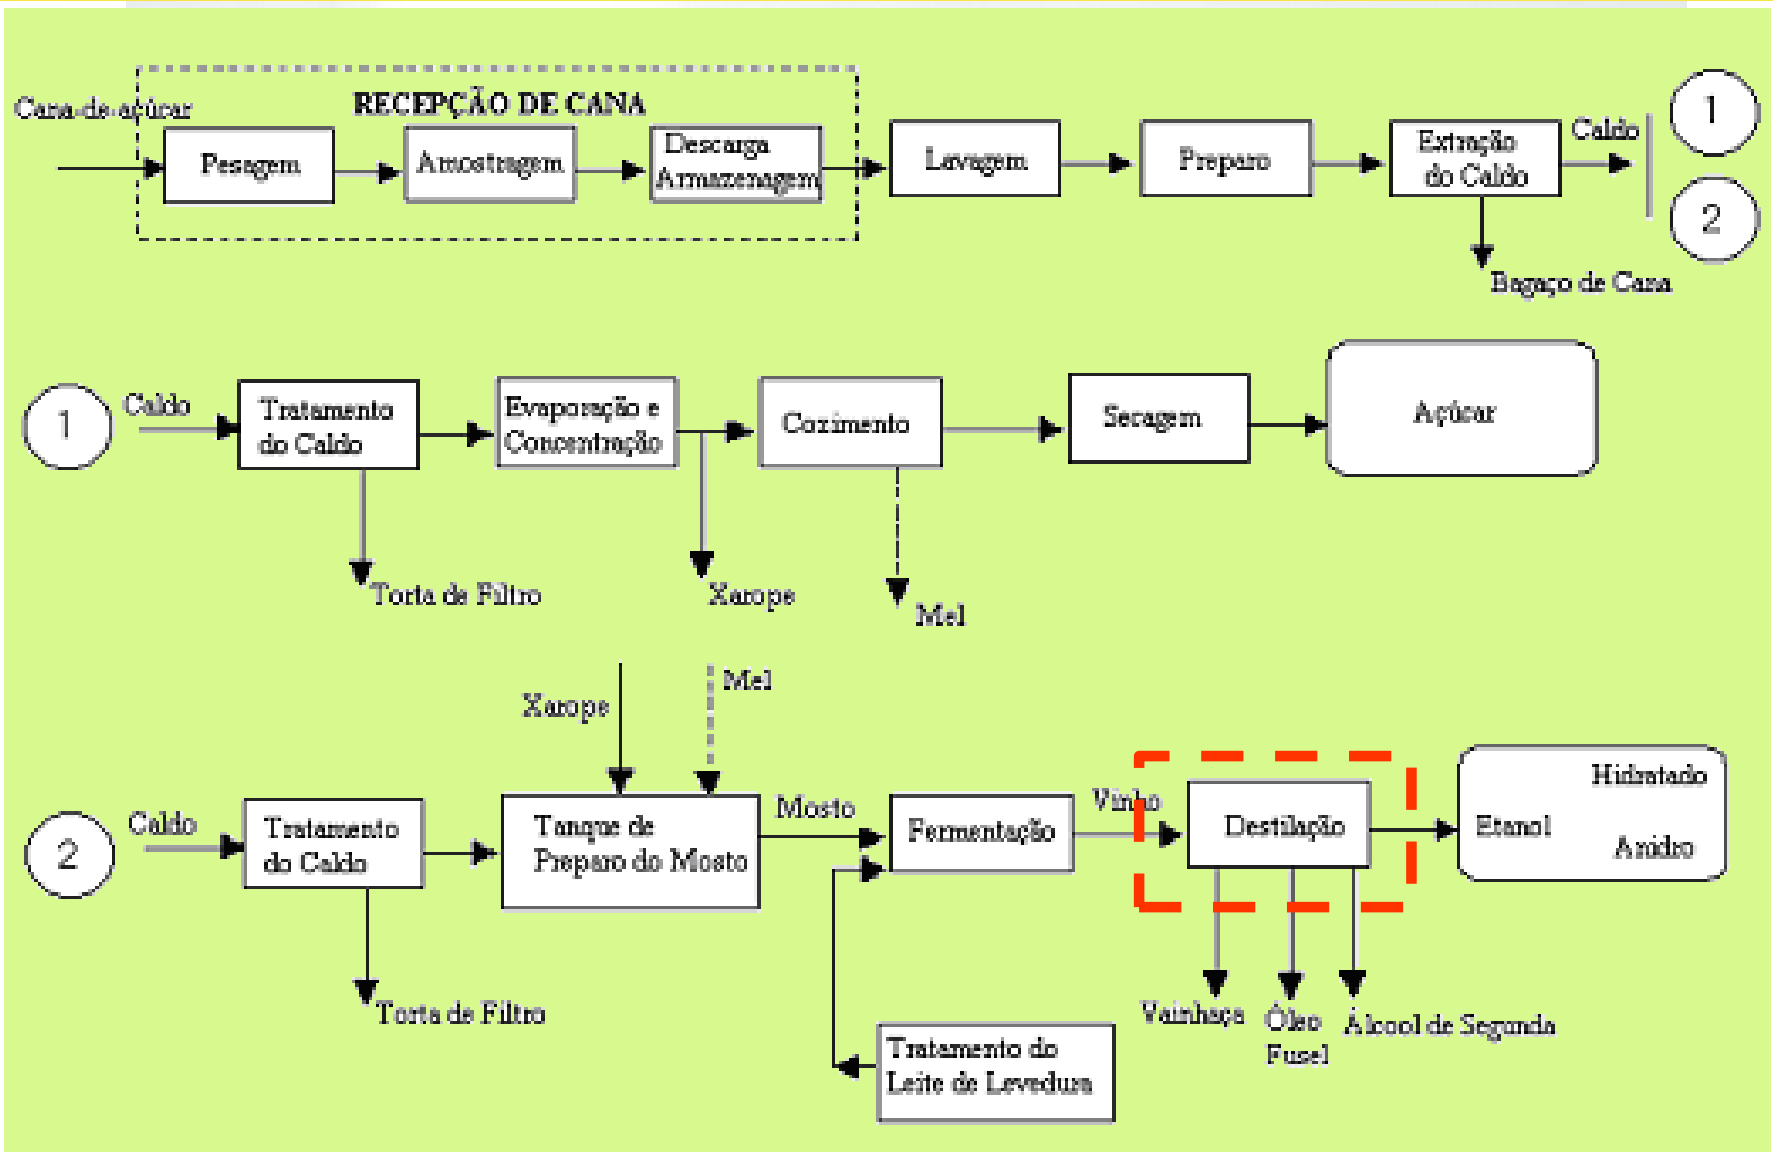 Cana-de-açúcar
RECEPÇÃO DE CANA
Pesagem
Amostragem
Descarga
Armazenagem
Lavagem
Preparo
Extração
do Caldo
Caldo
1
2
Bagaço de Cana
1
Caldo
Tratamento
do Caldo
Evaporação e
Concentração
Cozimento
Secagem
Açúcar
Torta de Filtro
Xarope
Mel
Xarope
Mel
2
Caldo
Tratamento
do Caldo
Tanque de
Preparo do Mosto
Mosto
Fermentação
Vinho
Destilação
Etanol
Hidratado
Anidro
Torta de Filtro
Tratamento do
Leite de Levedura
Vainhaça
Óleo
Fusel
Álcool de Segunda